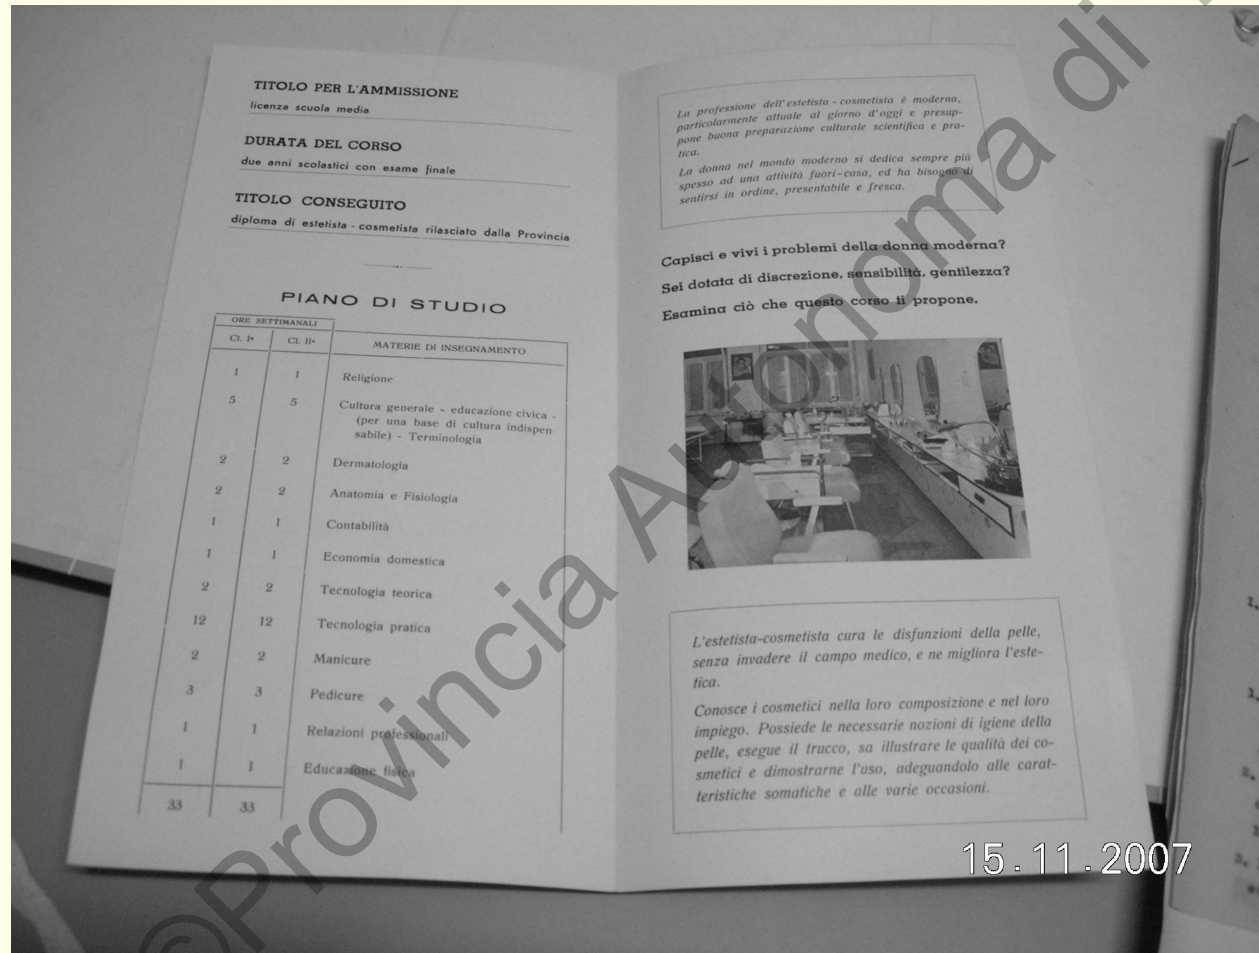 TITOLO PER L'AMMISSIONE
licenza scuola media
DURATA DEL CORSO
due anni scolastici con esame finale
TITOLO CONSEGUITO
diploma di estetista - cosmetista rilasciato dalla Provincia
PIANO DI STUDIO
ORE SETTIMANALI
Cl. Iª Cl. IIª MATERIE DI INSEGNAMENTO
1 1 Religione
5 5 Cultura generale - educazione civica -
(per una base di cultura indispen-
sabile) - Terminologia
2 2 Dermatologia
2 2 Anatomia e Fisiologia
1 1 Contabilità
1 1 Economia domestica
2 2 Tecnologia teorica
12 12 Tecnologia pratica
2 2 Manicure
3 3 Pedicure
1 1 Relazioni professionali
1 1 Educazione fisica
33 33
La professione dell'estetista - cosmetista è moderna,
particolarmente attuale al giorno d'oggi e presup-
pone buona preparazione culturale scientifica e pra-
tica.
La donna nel mondo moderno si dedica sempre più
spesso ad una attività fuori-casa, ed ha bisogno di
sentirsi in ordine, presentabile e fresca.
Capisci e vivi i problemi della donna moderna?
Sei dotata di discrezione, sensibilità, gentilezza?
Esamina ciò che questo corso ti propone.
L'estetista-cosmetista cura le disfunzioni della pelle,
senza invadere il campo medico, e ne migliora l'este-
tica.
Conosce i cosmetici nella loro composizione e nel loro
impiego. Possiede le necessarie nozioni di igiene della
pelle, esegue il trucco, sa illustrare le qualità dei co-
smetici e dimostrarne l'uso, adeguandolo alle carat-
teristiche somatiche e alle varie occasioni.
15.11.2007
©Provincia Autonoma di